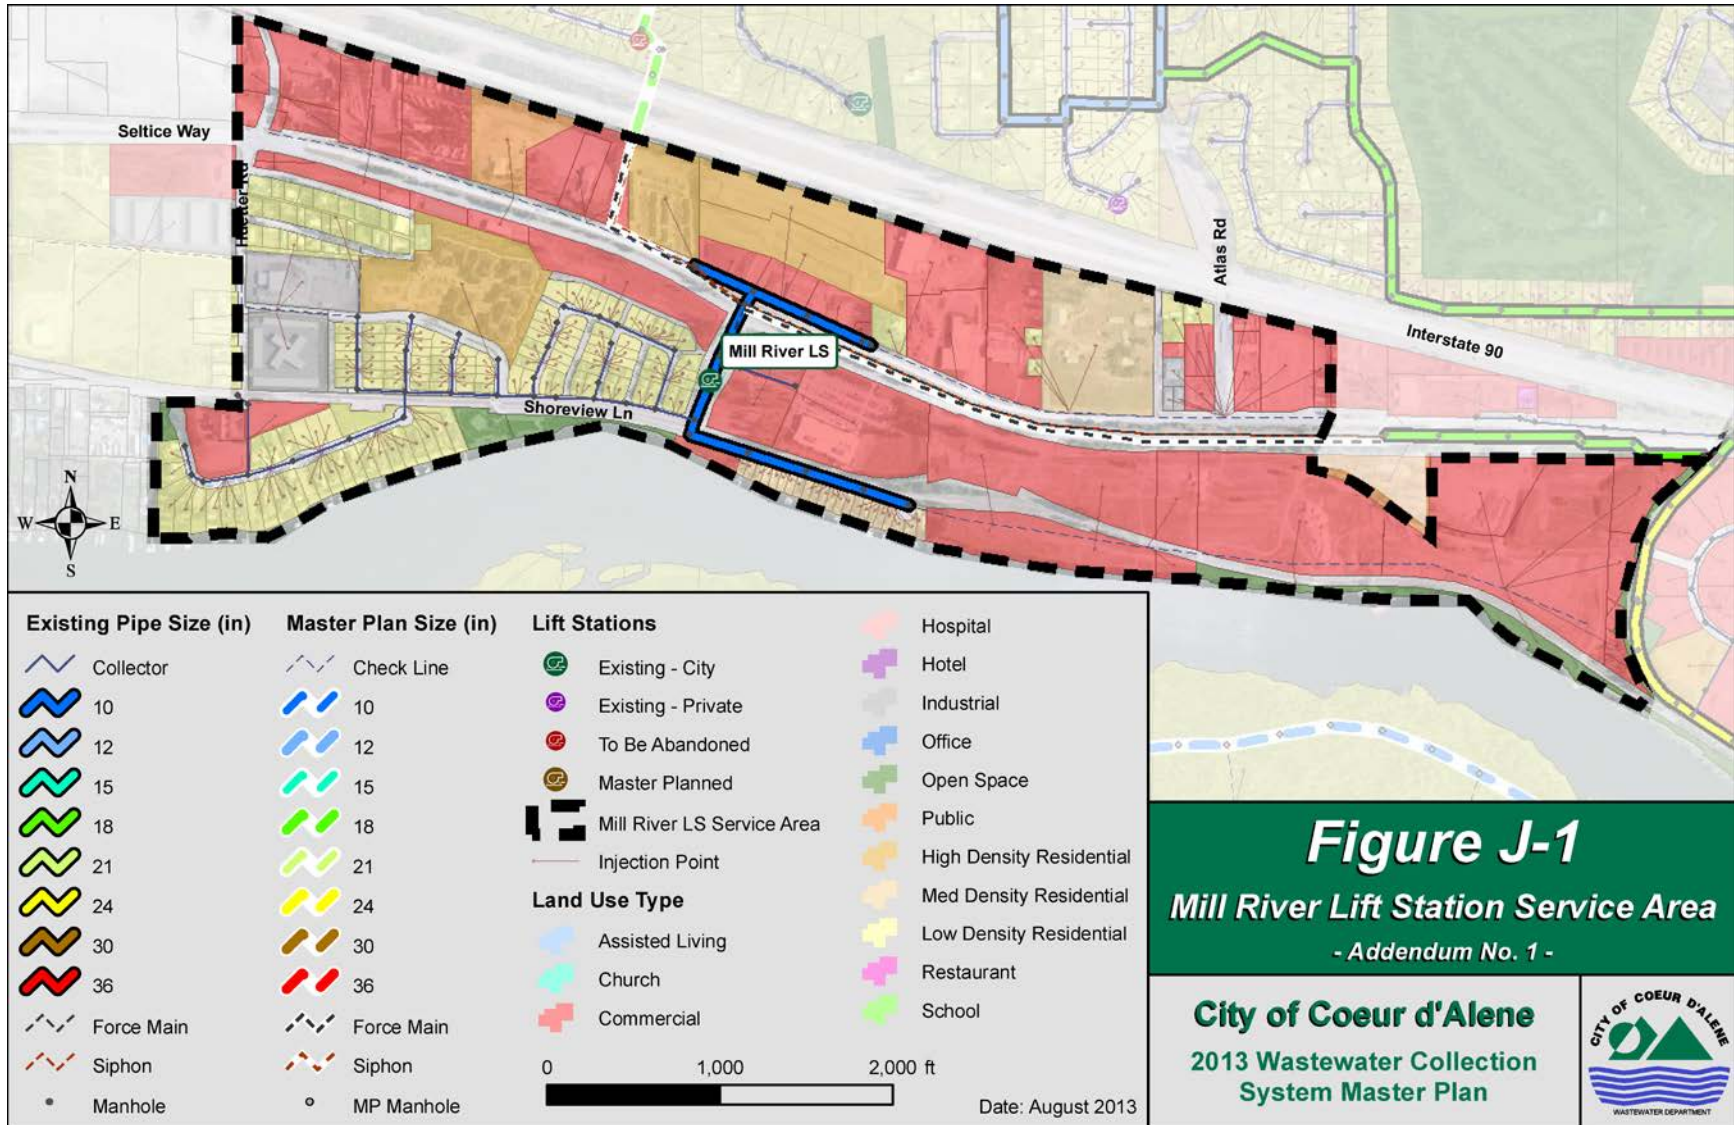 Seltice Way
Huetter Rd
Atlas Rd
Interstate 90
Mill River LS
Shoreview Ln
N
W
E
S
Existing Pipe Size (in)
Collector
10
12
15
18
21
24
30
36
Force Main
Siphon
Manhole
Master Plan Size (in)
Check Line
10
12
15
18
21
24
30
36
Force Main
Siphon
MP Manhole
Lift Stations
Existing - City
Existing - Private
To Be Abandoned
Master Planned
Mill River LS Service Area
Injection Point
Land Use Type
Assisted Living
Church
Commercial
Hospital
Hotel
Industrial
Office
Open Space
Public
High Density Residential
Med Density Residential
Low Density Residential
Restaurant
School
0 1,000 2,000 ft
Date: August 2013
Figure J-1
Mill River Lift Station Service Area
- Addendum No. 1 -
City of Coeur d'Alene
2013 Wastewater Collection
System Master Plan
CITY OF COEUR D'ALENE
WASTEWATER DEPARTMENT